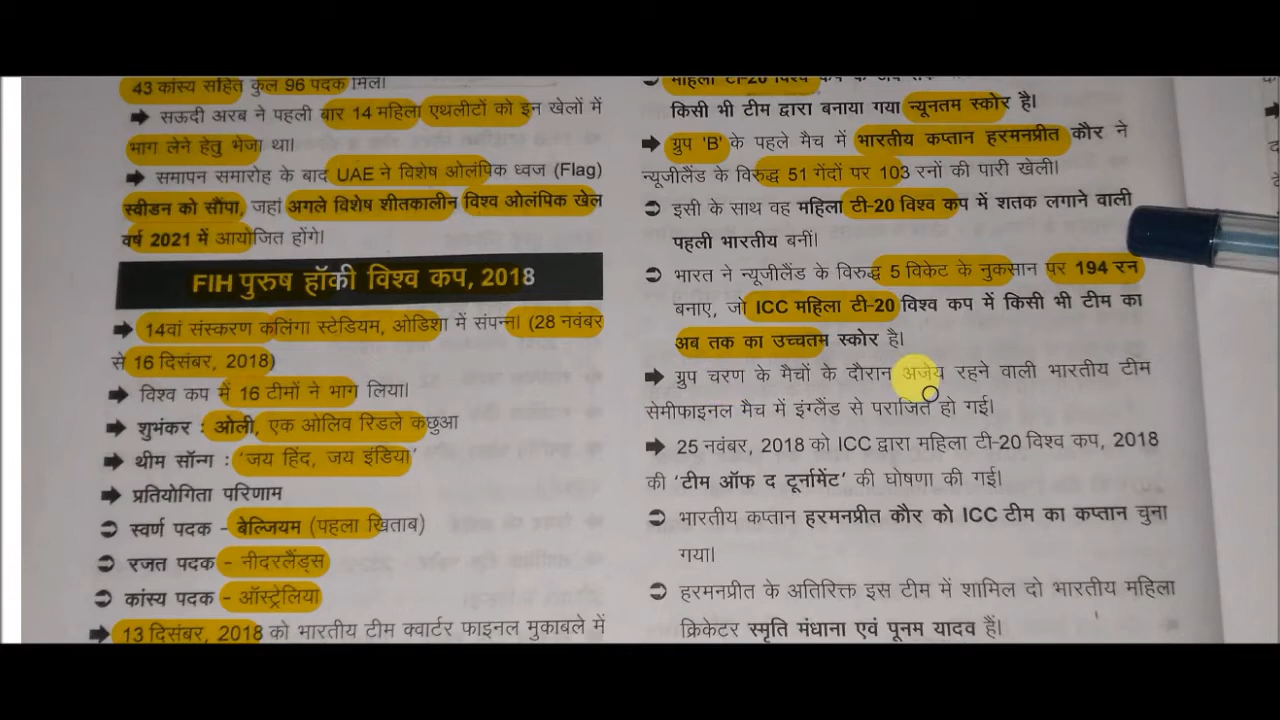 43 कांस्य सहित कुल 96 पदक मिले।
➡ सऊदी अरब ने पहली बार 14 महिला एथलीटों को इन खेलों में
भाग लेने हेतु भेजा था।
➡ समापन समारोह के बाद UAE ने विशेष ओलंपिक ध्वज (Flag)
स्वीडन को सौंपा, जहां अगले विशेष शीतकालीन विश्व ओलंपिक खेल
वर्ष 2021 में आयोजित होंगे।
FIH पुरुष हॉकी विश्व कप, 2018
➡ 14वां संस्करण कलिंगा स्टेडियम, ओडिशा में संपन्न। (28 नवंबर
से 16 दिसंबर, 2018)
➡ विश्व कप में 16 टीमों ने भाग लिया।
➡ शुभंकर : ओली, एक ओलिव रिडले कछुआ
➡ थीम सॉन्ग : 'जय हिंद, जय इंडिया'
➡ प्रतियोगिता परिणाम
➲ स्वर्ण पदक - बेल्जियम (पहला खिताब)
➲ रजत पदक - नीदरलैंड्स
➲ कांस्य पदक - ऑस्ट्रेलिया
➡ 13 दिसंबर, 2018 को भारतीय टीम क्वार्टर फाइनल मुकाबले में
➲ महिला टी-20 विश्व कप के
किसी भी टीम द्वारा बनाया गया न्यूनतम स्कोर है।
➡ ग्रुप 'B' के पहले मैच में भारतीय कप्तान हरमनप्रीत कौर ने
न्यूजीलैंड के विरुद्ध 51 गेंदों पर 103 रनों की पारी खेली।
➲ इसी के साथ वह महिला टी-20 विश्व कप में शतक लगाने वाली
पहली भारतीय बनीं।
➲ भारत ने न्यूजीलैंड के विरुद्ध 5 विकेट के नुकसान पर 194 रन
बनाए, जो ICC महिला टी-20 विश्व कप में किसी भी टीम का
अब तक का उच्चतम स्कोर है।
➡ ग्रुप चरण के मैचों के दौरान अजेय रहने वाली भारतीय टीम
सेमीफाइनल मैच में इंग्लैंड से पराजित हो गई।
➡ 25 नवंबर, 2018 को ICC द्वारा महिला टी-20 विश्व कप, 2018
की 'टीम ऑफ द टूर्नामेंट' की घोषणा की गई।
➲ भारतीय कप्तान हरमनप्रीत कौर को ICC टीम का कप्तान चुना
गया।
➲ हरमनप्रीत के अतिरिक्त इस टीम में शामिल दो भारतीय महिला
क्रिकेटर स्मृति मंधाना एवं पूनम यादव हैं।